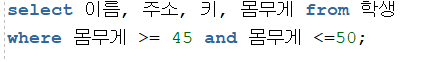 select 이름, 주소, 키, 몸무게 from 학생
where 몸무게 >= 45 and 몸무게 <=50;